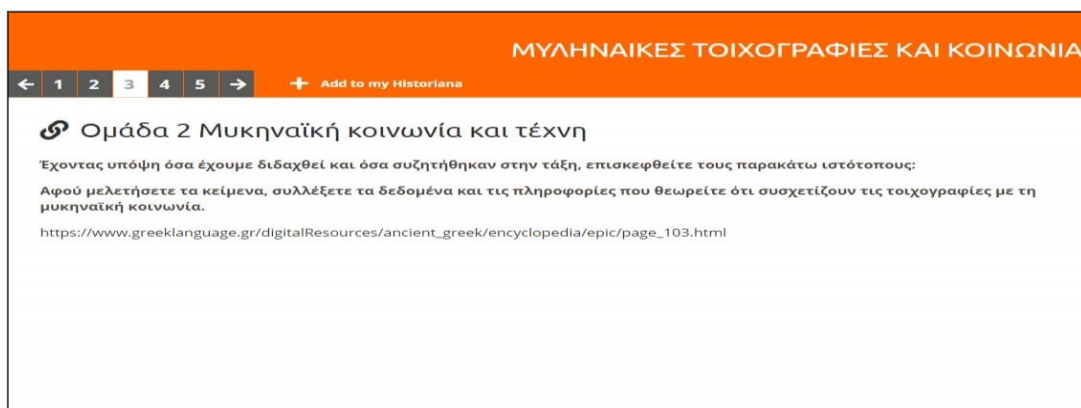 ΜΥΛΗΝΑΙΚΕΣ ΤΟΙΧΟΓΡΑΦΙΕΣ ΚΑΙ ΚΟΙΝΩΝΙΑ
← 1 2 3 4 5 → + Add to my Historiana
Ομάδα 2 Μυκηναϊκή κοινωνία και τέχνη
Έχοντας υπόψη όσα έχουμε διδαχθεί και όσα συζητήθηκαν στην τάξη, επισκεφθείτε τους παρακάτω ιστότοπους:
Αφού μελετήσετε τα κείμενα, συλλέξετε τα δεδομένα και τις πληροφορίες που θεωρείτε ότι συσχετίζουν τις τοιχογραφίες με τη
μυκηναϊκή κοινωνία.
https://www.greeklanguage.gr/digitalResources/ancient_greek/encyclopedia/epic/page_103.html